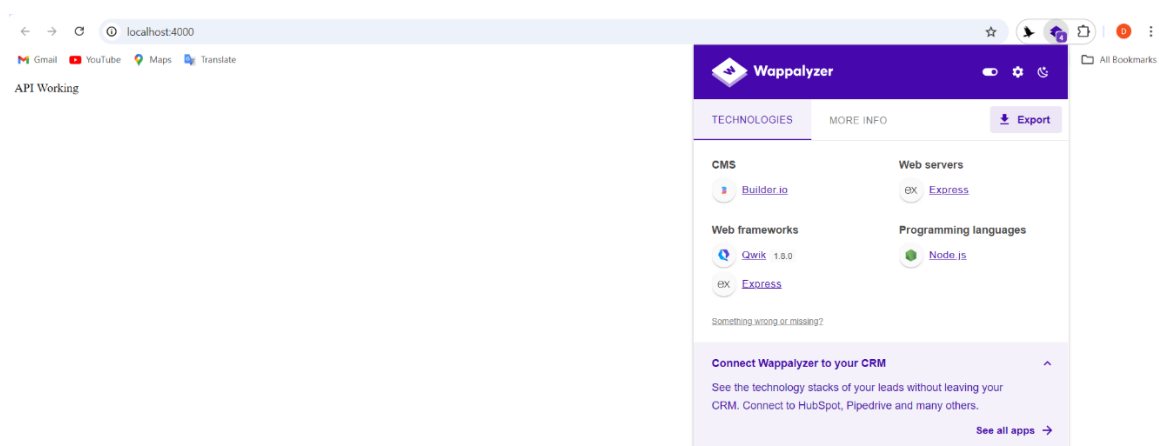 localhost:4000
4
D
Gmail YouTube Maps Translate
All Bookmarks
API Working
Wappalyzer
TECHNOLOGIES MORE INFO Export
CMS
Builder.io
Web servers
ex Express
Web frameworks
Qwik 1.8.0
ex Express
Programming languages
Node.js
Something wrong or missing?
Connect Wappalyzer to your CRM
See the technology stacks of your leads without leaving your
CRM. Connect to HubSpot, Pipedrive and many others.
See all apps →